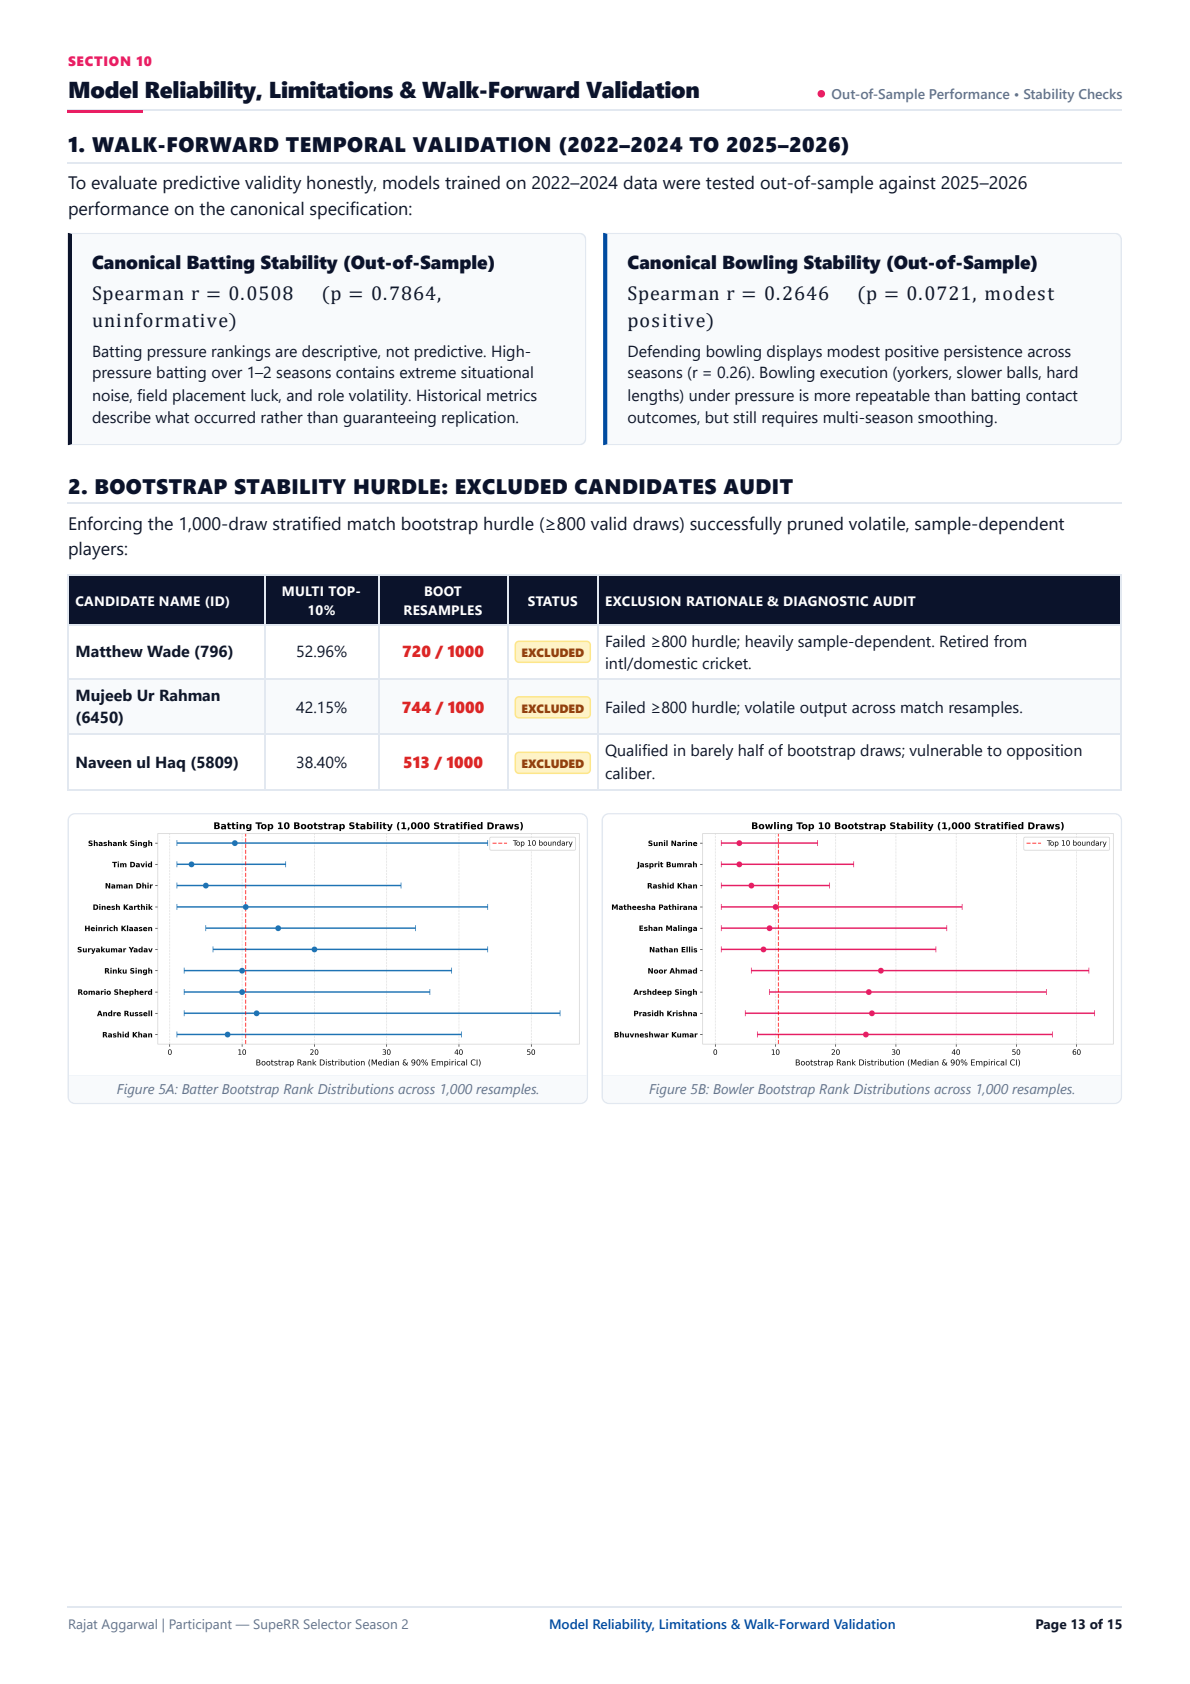 SECTION 10
Model Reliability, Limitations & Walk-Forward Validation
● Out-of-Sample Performance • Stability Checks
1. WALK-FORWARD TEMPORAL VALIDATION (2022–2024 TO 2025–2026)
To evaluate predictive validity honestly, models trained on 2022–2024 data were tested out-of-sample against 2025–2026
performance on the canonical specification:
Canonical Batting Stability (Out-of-Sample)
Spearman r = 0.0508 (p = 0.7864,
uninformative)
Batting pressure rankings are descriptive, not predictive. High-
pressure batting over 1–2 seasons contains extreme situational
noise, field placement luck, and role volatility. Historical metrics
describe what occurred rather than guaranteeing replication.
Canonical Bowling Stability (Out-of-Sample)
Spearman r = 0.2646 (p = 0.0721, modest
positive)
Defending bowling displays modest positive persistence across
seasons (r = 0.26). Bowling execution (yorkers, slower balls, hard
lengths) under pressure is more repeatable than batting contact
outcomes, but still requires multi-season smoothing.
2. BOOTSTRAP STABILITY HURDLE: EXCLUDED CANDIDATES AUDIT
Enforcing the 1,000-draw stratified match bootstrap hurdle (≥800 valid draws) successfully pruned volatile, sample-dependent
players:
CANDIDATE NAME (ID)
MULTI TOP-
10%
BOOT
RESAMPLES
STATUS
EXCLUSION RATIONALE & DIAGNOSTIC AUDIT
Matthew Wade (796)
52.96%
720 / 1000
EXCLUDED
Failed ≥800 hurdle; heavily sample-dependent. Retired from
intl/domestic cricket.
Mujeeb Ur Rahman
(6450)
42.15%
744 / 1000
EXCLUDED
Failed ≥800 hurdle; volatile output across match resamples.
Naveen ul Haq (5809)
38.40%
513 / 1000
EXCLUDED
Qualified in barely half of bootstrap draws; vulnerable to opposition
caliber.
Batting Top 10 Bootstrap Stability (1,000 Stratified Draws)
Top 10 boundary
Shashank Singh
Tim David
Naman Dhir
Dinesh Karthik
Heinrich Klaasen
Suryakumar Yadav
Rinku Singh
Romario Shepherd
Andre Russell
Rashid Khan
0 10 20 30 40 50
Bootstrap Rank Distribution (Median & 90% Empirical CI)
Figure 5A: Batter Bootstrap Rank Distributions across 1,000 resamples.
Bowling Top 10 Bootstrap Stability (1,000 Stratified Draws)
Top 10 boundary
Sunil Narine
Jasprit Bumrah
Rashid Khan
Matheesha Pathirana
Eshan Malinga
Nathan Ellis
Noor Ahmad
Arshdeep Singh
Prasidh Krishna
Bhuvneshwar Kumar
0 10 20 30 40 50 60
Bootstrap Rank Distribution (Median & 90% Empirical CI)
Figure 5B: Bowler Bootstrap Rank Distributions across 1,000 resamples.
Rajat Aggarwal | Participant — SupeRR Selector Season 2
Model Reliability, Limitations & Walk-Forward Validation
Page 13 of 15